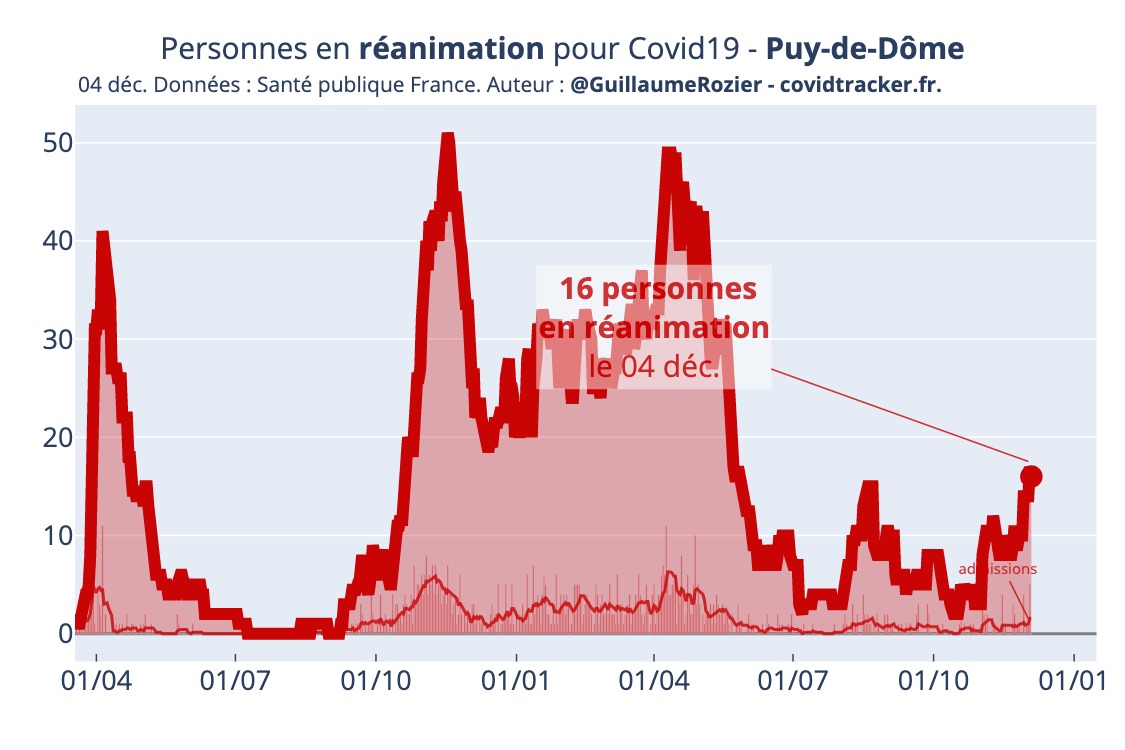 Personnes en réanimation pour Covid19 - Puy-de-Dôme
04 déc. Données : Santé publique France. Auteur : @GuillaumeRozier - covidtracker.fr.
50
40
30
20
10
0
16 personnes
en réanimation
le 04 déc.
admissions
01/04
01/07
01/10
01/01
01/04
01/07
01/10
01/01